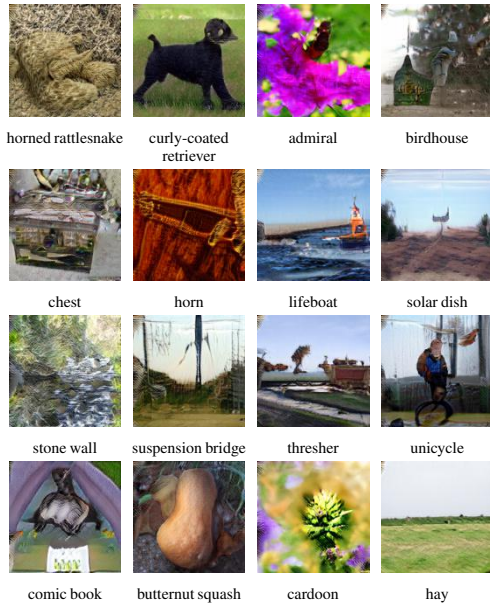 horned rattlesnake
curly-coated
retriever
admiral
birdhouse
chest
horn
lifeboat
solar dish
stone wall
suspension bridge
thresher
unicycle
comic book
butternut squash
cardoon
hay